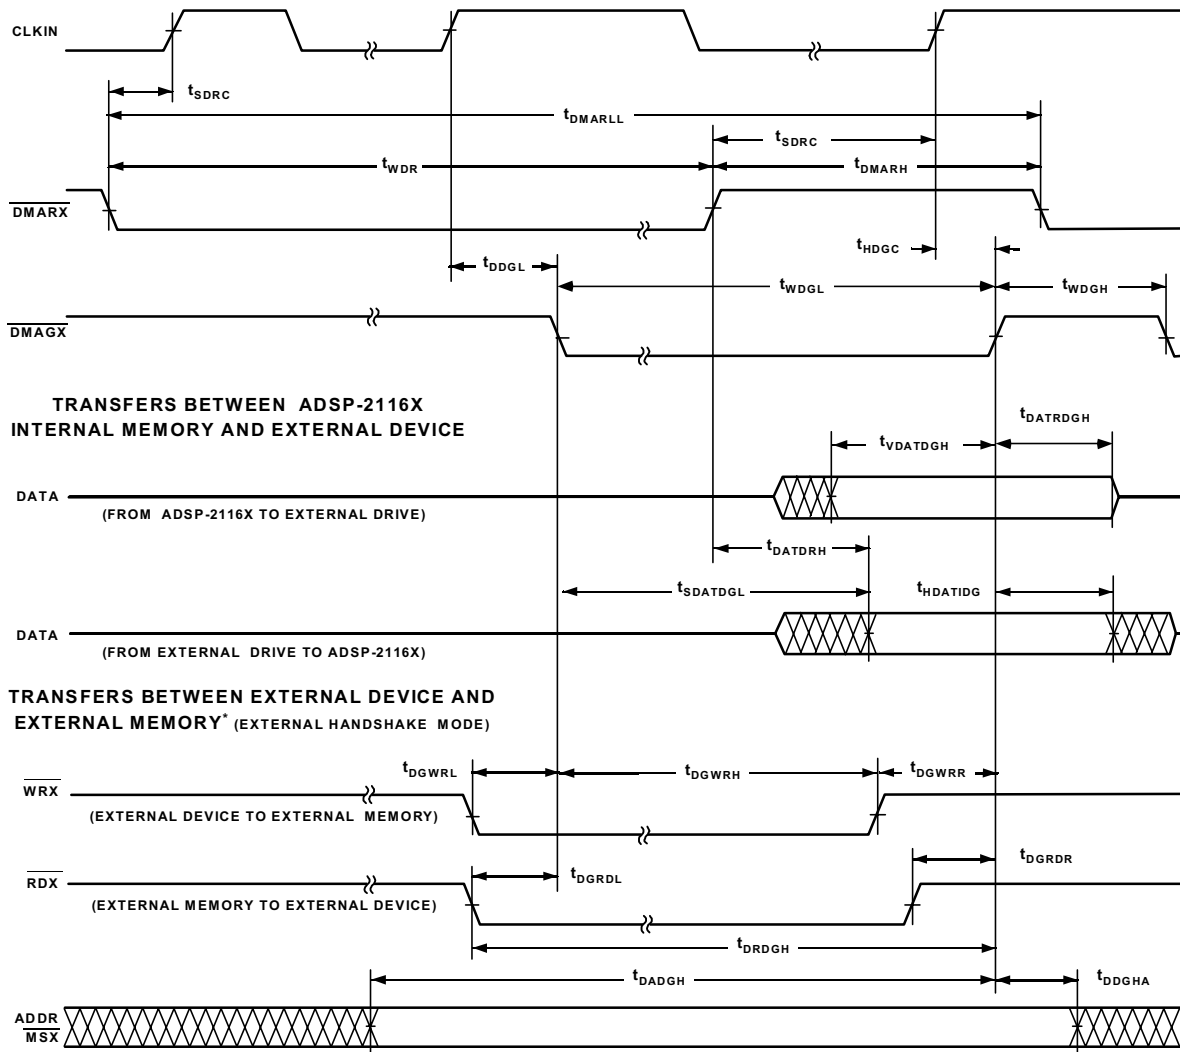 CLKIN
tSDRC
tDMARLL
tSDRC
tWDR
tDMARH
DMARX
tHDGC
tDDGL
tWDGL
tWDGH
DMAGX
TRANSFERS BETWEEN ADSP-2116X
INTERNAL MEMORY AND EXTERNAL DEVICE
tDATRDGH
tVDATDGH
DATA
(FROM ADSP-2116X TO EXTERNAL DRIVE)
tDATDRH
tSDATDGL
tHDATIDG
DATA
(FROM EXTERNAL DRIVE TO ADSP-2116X)
TRANSFERS BETWEEN EXTERNAL DEVICE AND
EXTERNAL MEMORY* (EXTERNAL HANDSHAKE MODE)
tDGWRL
tDGWRH
tDGWRR
WRX
(EXTERNAL DEVICE TO EXTERNAL MEMORY)
tDGRDR
tDGRDL
RDX
(EXTERNAL MEMORY TO EXTERNAL DEVICE)
tDRDGH
tDADGH
tDDGHA
ADDR
MSX